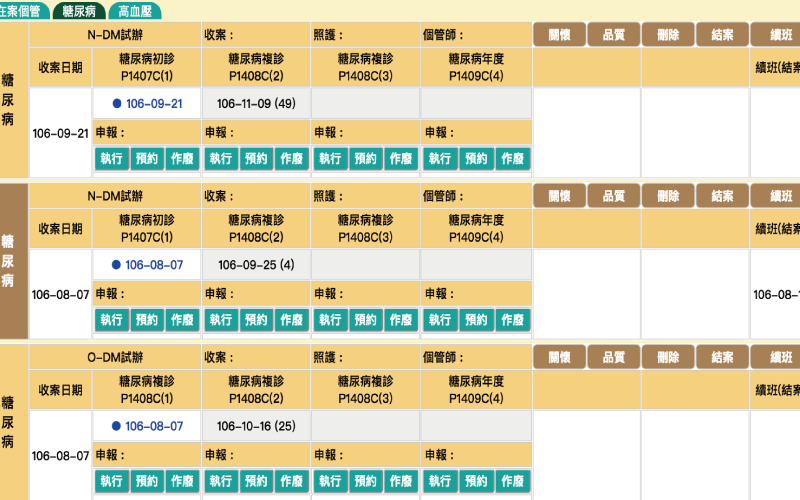 在案個管 糖尿病 高血壓
糖尿病
N-DM試辦 收案： 照護： 個管師： 關懷 品質 刪除 結案 續班
收案日期 糖尿病初診 P1407C(1) 糖尿病複診 P1408C(2) 糖尿病複診 P1408C(3) 糖尿病年度 P1409C(4) 續班(結案
106-09-21 106-09-21 106-11-09 (49)
申報： 申報： 申報： 申報：
執行 預約 作廢 執行 預約 作廢 執行 預約 作廢 執行 預約 作廢
糖尿病
N-DM試辦 收案： 照護： 個管師： 關懷 品質 刪除 結案 續班
收案日期 糖尿病初診 P1407C(1) 糖尿病複診 P1408C(2) 糖尿病複診 P1408C(3) 糖尿病年度 P1409C(4) 續班(結案
106-08-07 106-08-07 106-09-25 (4) 106-08-1
申報： 申報： 申報： 申報：
執行 預約 作廢 執行 預約 作廢 執行 預約 作廢 執行 預約 作廢
糖尿病
O-DM試辦 收案： 照護： 個管師： 關懷 品質 刪除 結案 續班
收案日期 糖尿病複診 P1408C(1) 糖尿病複診 P1408C(2) 糖尿病複診 P1408C(3) 糖尿病年度 P1409C(4) 續班(結案
106-08-07 106-08-07 106-10-16 (25)
申報： 申報： 申報： 申報：
執行 預約 作廢 執行 預約 作廢 執行 預約 作廢 執行 預約 作廢